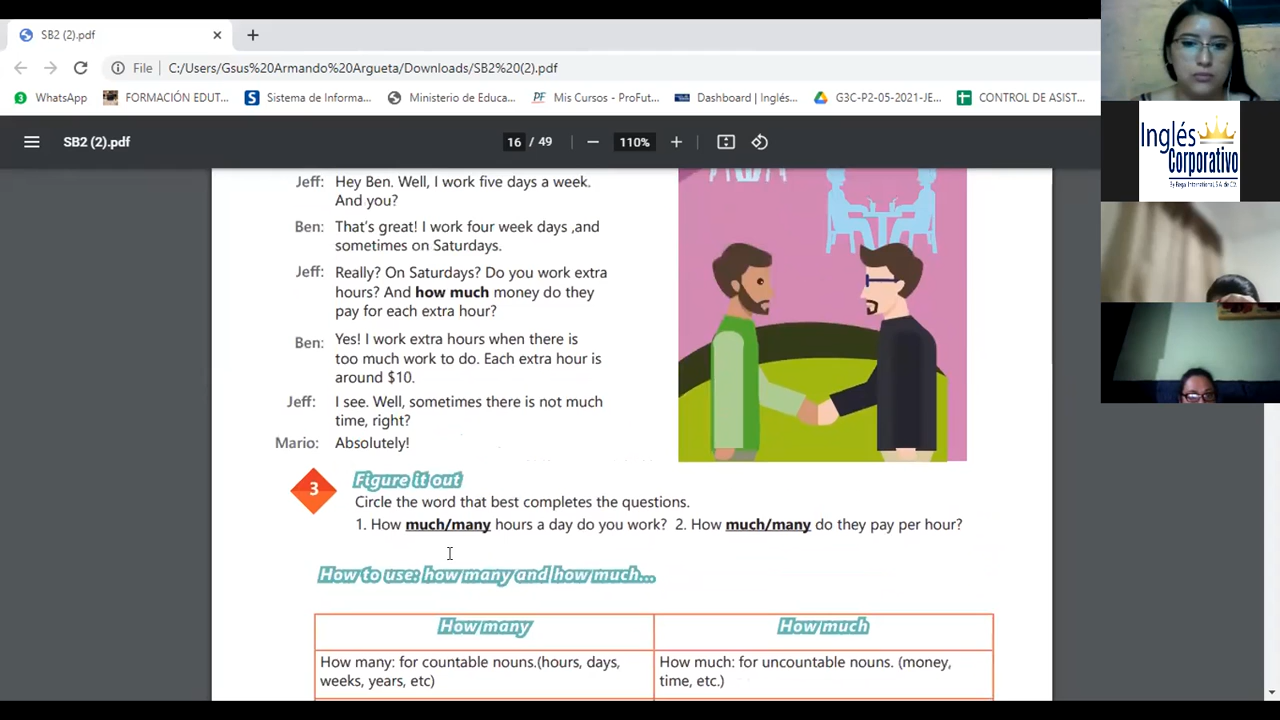 SB2 (2).pdf
File
C:/Users/Gsus%20Armando%20Argueta/Downloads/SB2%20(2).pdf
WhatsApp
FORMACIÓN EDUT...
Sistema de Informa...
Ministerio de Educa...
Mis Cursos - ProFut...
Dashboard | Inglés...
G3C-P2-05-2021-JE...
CONTROL DE ASIST...
SB2 (2).pdf
16 / 49
110%
Jeff: Hey Ben. Well, I work five days a week.
And you?
Ben: That's great! I work four week days ,and
sometimes on Saturdays.
Jeff: Really? On Saturdays? Do you work extra
hours? And how much money do they
pay for each extra hour?
Ben: Yes! I work extra hours when there is
too much work to do. Each extra hour is
around $10.
Jeff: I see. Well, sometimes there is not much
time, right?
Mario: Absolutely!
3
Figure it out
Circle the word that best completes the questions.
1. How much/many hours a day do you work? 2. How much/many do they pay per hour?
How to use: how many and how much...
How many
How much
How many: for countable nouns.(hours, days,
weeks, years, etc)
How much: for uncountable nouns. (money,
time, etc.)
Inglés
Corporativo